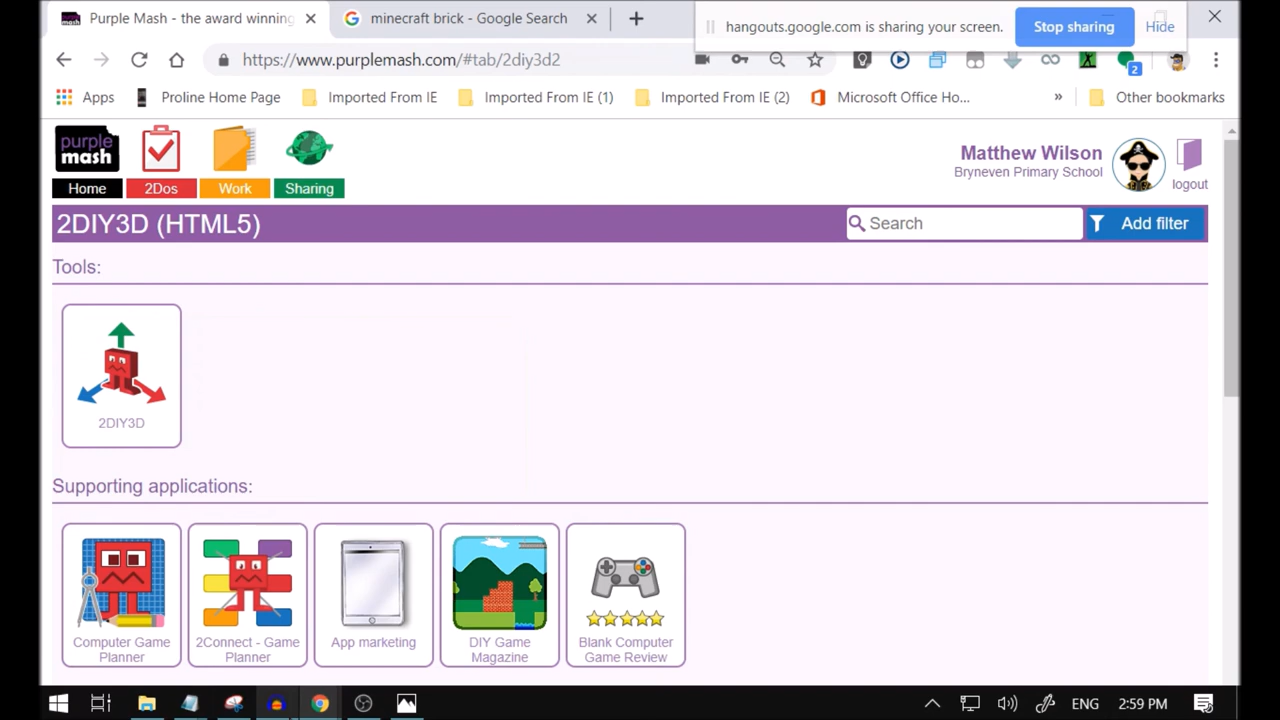 Purple Mash - the award winning
minecraft brick - Google Search
hangouts.google.com is sharing your screen.
Stop sharing
Hide
https://www.purplemash.com/#tab/2diy3d2
2
Apps
Proline Home Page
Imported From IE
Imported From IE (1)
Imported From IE (2)
Microsoft Office Ho...
»
Other bookmarks
purple
mash
Home
2Dos
Work
Sharing
Matthew Wilson
Bryneven Primary School
logout
2DIY3D (HTML5)
Search
Add filter
Tools:
2DIY3D
Supporting applications:
Computer Game
Planner
2Connect - Game
Planner
App marketing
DIY Game
Magazine
Blank Computer
Game Review
ENG
2:59 PM